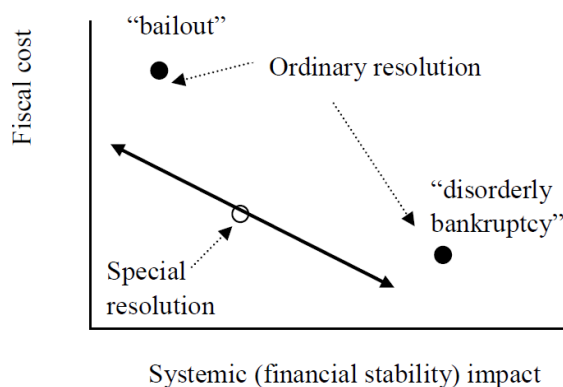 “bailout”
Fiscal cost
Ordinary resolution
“disorderly
bankruptcy”
Special
resolution
Systemic (financial stability) impact